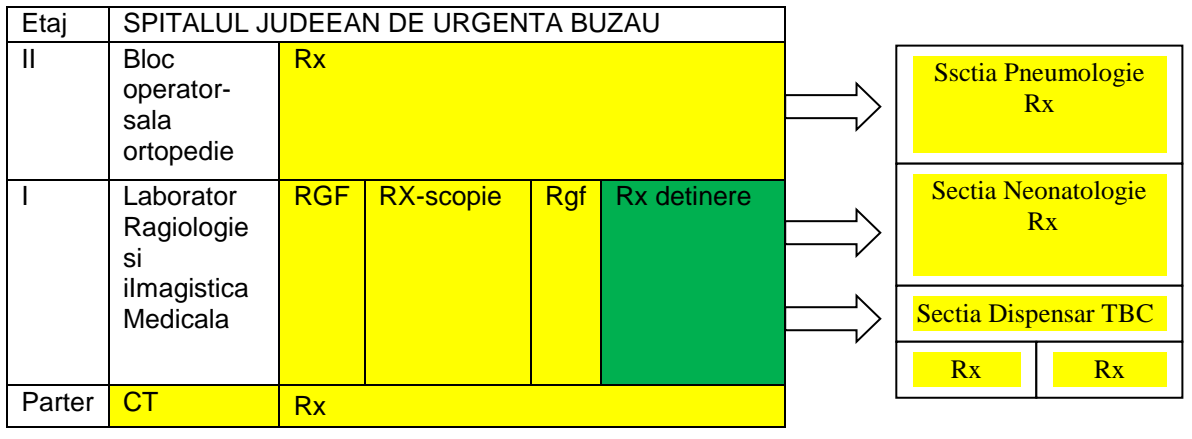 Etaj SPITALUL JUDEEAN DE URGENTA BUZAU
II Bloc Rx
operator-
sala
ortopedie
I Laborator RGF RX-scopie Rgf Rx detinere
Ragiologie
si
iImagistica
Medicala
Parter CT Rx
Ssctia Pneumologie
Rx
Sectia Neonatologie
Rx
Sectia Dispensar TBC
Rx Rx